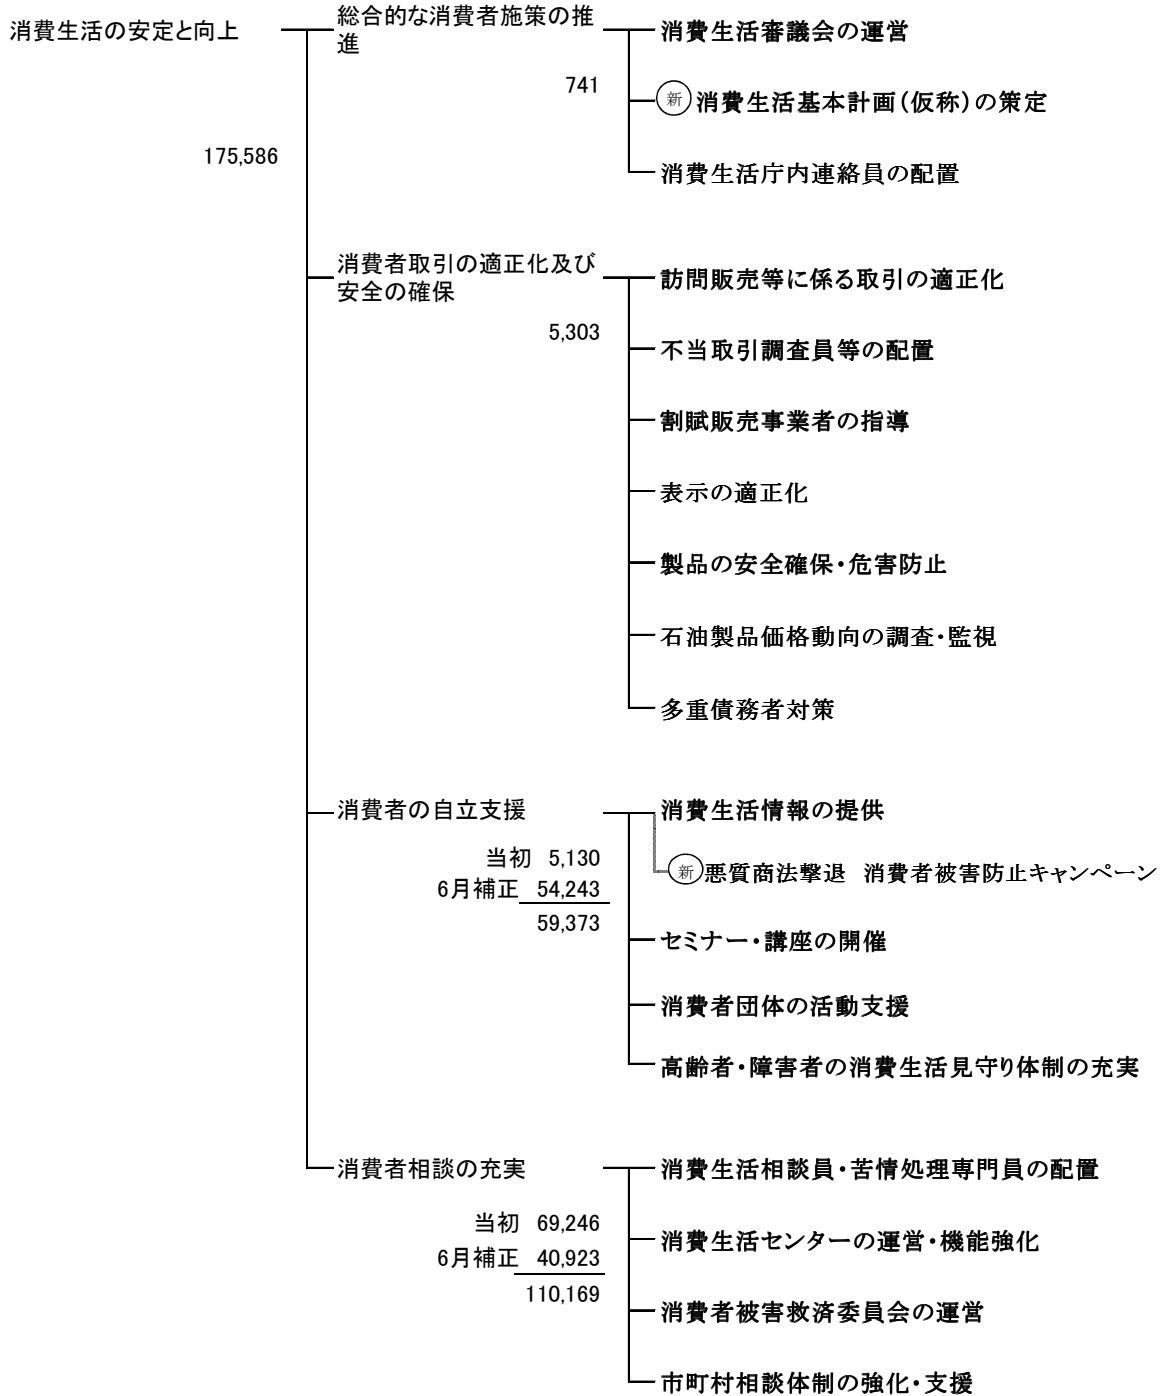 消費生活の安定と向上
175,586
総合的な消費者施策の推
進
741
消費生活審議会の運営
新 消費生活基本計画(仮称)の策定
消費生活庁内連絡員の配置
消費者取引の適正化及び
安全の確保
5,303
訪問販売等に係る取引の適正化
不当取引調査員等の配置
割賦販売事業者の指導
表示の適正化
製品の安全確保・危害防止
石油製品価格動向の調査・監視
多重債務者対策
消費者の自立支援
当初 5,130
6月補正 54,243
59,373
消費生活情報の提供
新 悪質商法撃退 消費者被害防止キャンペーン
セミナー・講座の開催
消費者団体の活動支援
高齢者・障害者の消費生活見守り体制の充実
消費者相談の充実
当初 69,246
6月補正 40,923
110,169
消費生活相談員・苦情処理専門員の配置
消費生活センターの運営・機能強化
消費者被害救済委員会の運営
市町村相談体制の強化・支援